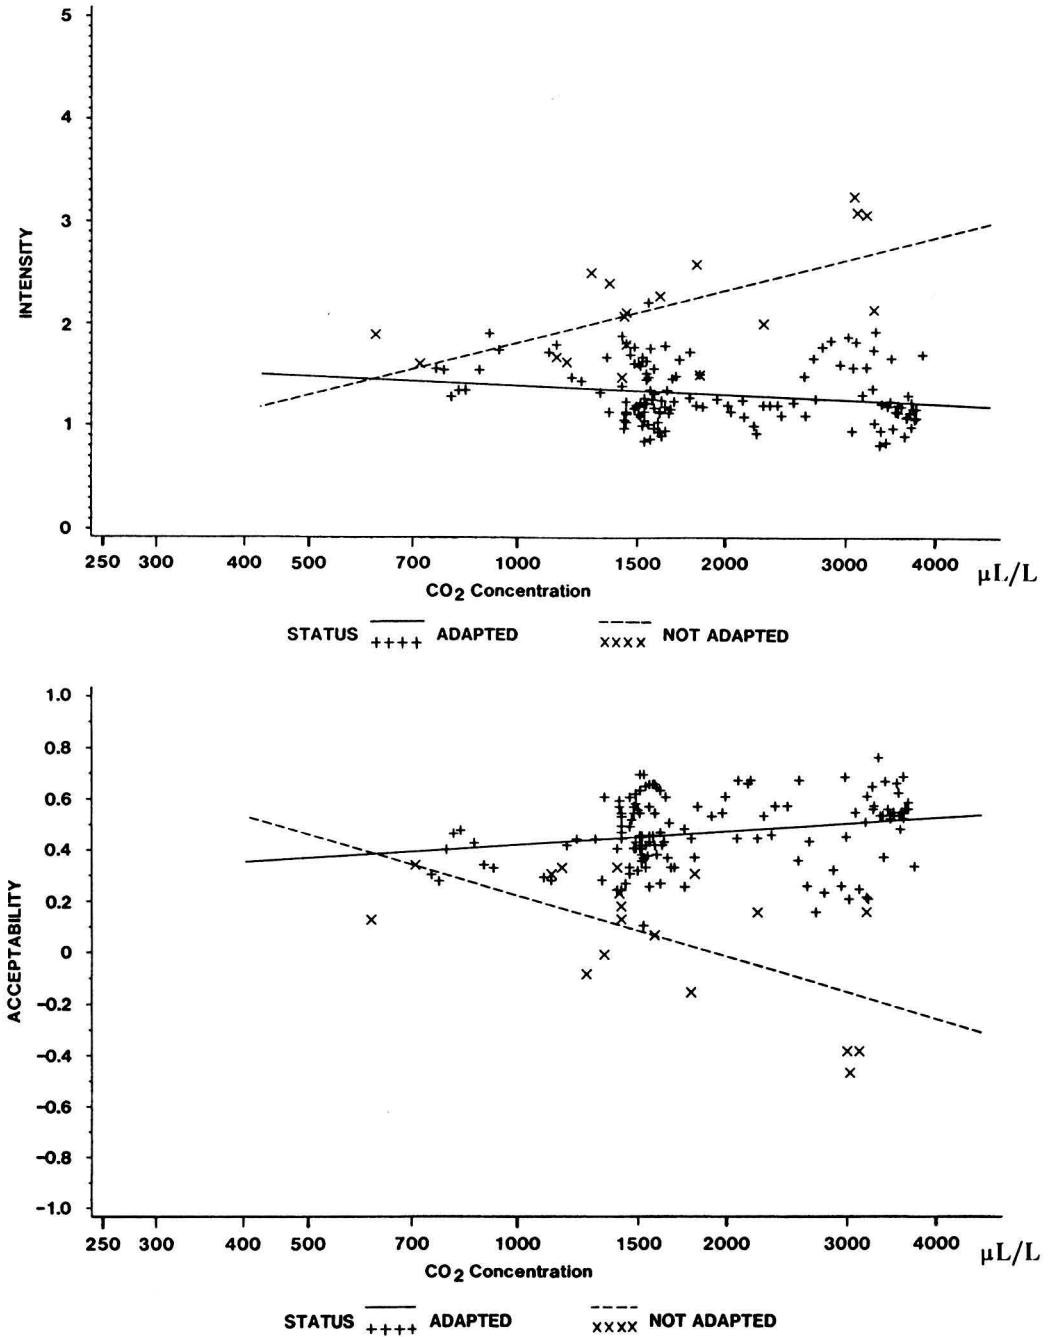 5
4
3
2
1
0
INTENSITY
250 300 400 500 700 1000 1500 2000 3000 4000 µL/L
CO2 Concentration
STATUS ++++ ADAPTED xxxx NOT ADAPTED
1.0
0.8
0.6
0.4
0.2
0
-0.2
-0.4
-0.6
-0.8
-1.0
ACCEPTABILITY
250 300 400 500 700 1000 1500 2000 3000 4000 µL/L
CO2 Concentration
STATUS ++++ ADAPTED xxxx NOT ADAPTED